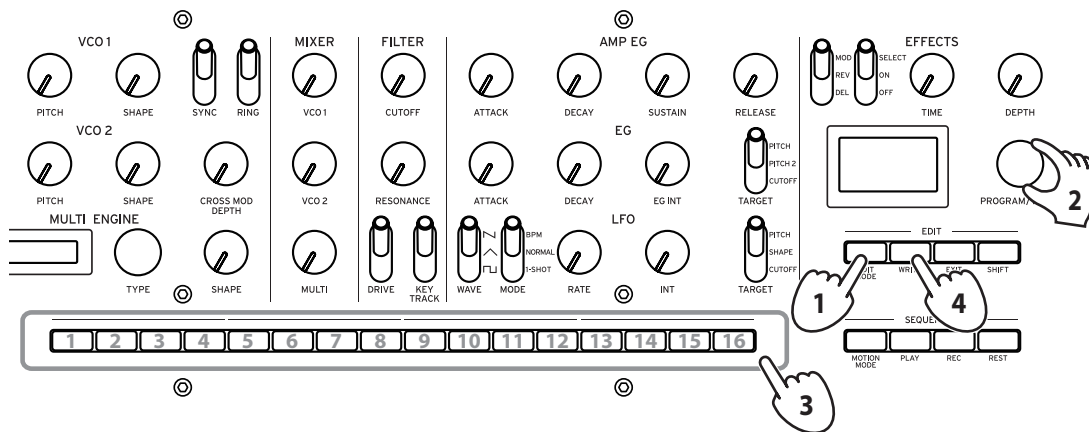 VCO 1
MIXER
FILTER
AMP EG
EFFECTS
MOD
REV
DEL
SELECT
ON
OFF
PITCH
SHAPE
SYNC
RING
VCO 1
CUTOFF
ATTACK
DECAY
SUSTAIN
RELEASE
TIME
DEPTH
VCO 2
EG
PITCH
PITCH 2
CUTOFF
PITCH
SHAPE
CROSS MOD
DEPTH
VCO 2
RESONANCE
ATTACK
DECAY
EG INT
TARGET
PROGRAM/
2
MULTI ENGINE
LFO
EDIT
BPM
NORMAL
1-SHOT
PITCH
SHAPE
CUTOFF
TYPE
SHAPE
MULTI
DRIVE
KEY
TRACK
WAVE
MODE
RATE
INT
TARGET
EXIT
SHIFT
1
4
1 2 3 4 5 6 7 8 9 10 11 12 13 14 15 16
MOTION
MODE
PLAY
REC
REST
3